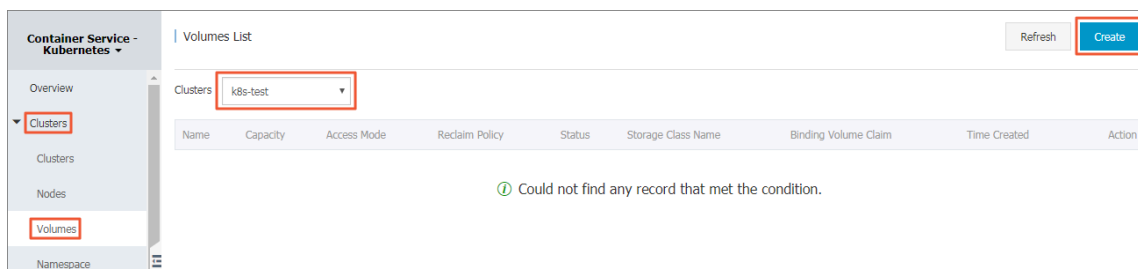 Container Service -
Kubernetes
Overview
Clusters
Clusters
Nodes
Volumes
Namespace
Volumes List
Refresh
Create
Clusters
k8s-test
Name Capacity Access Mode Reclaim Policy Status Storage Class Name Binding Volume Claim Time Created Action
Could not find any record that met the condition.